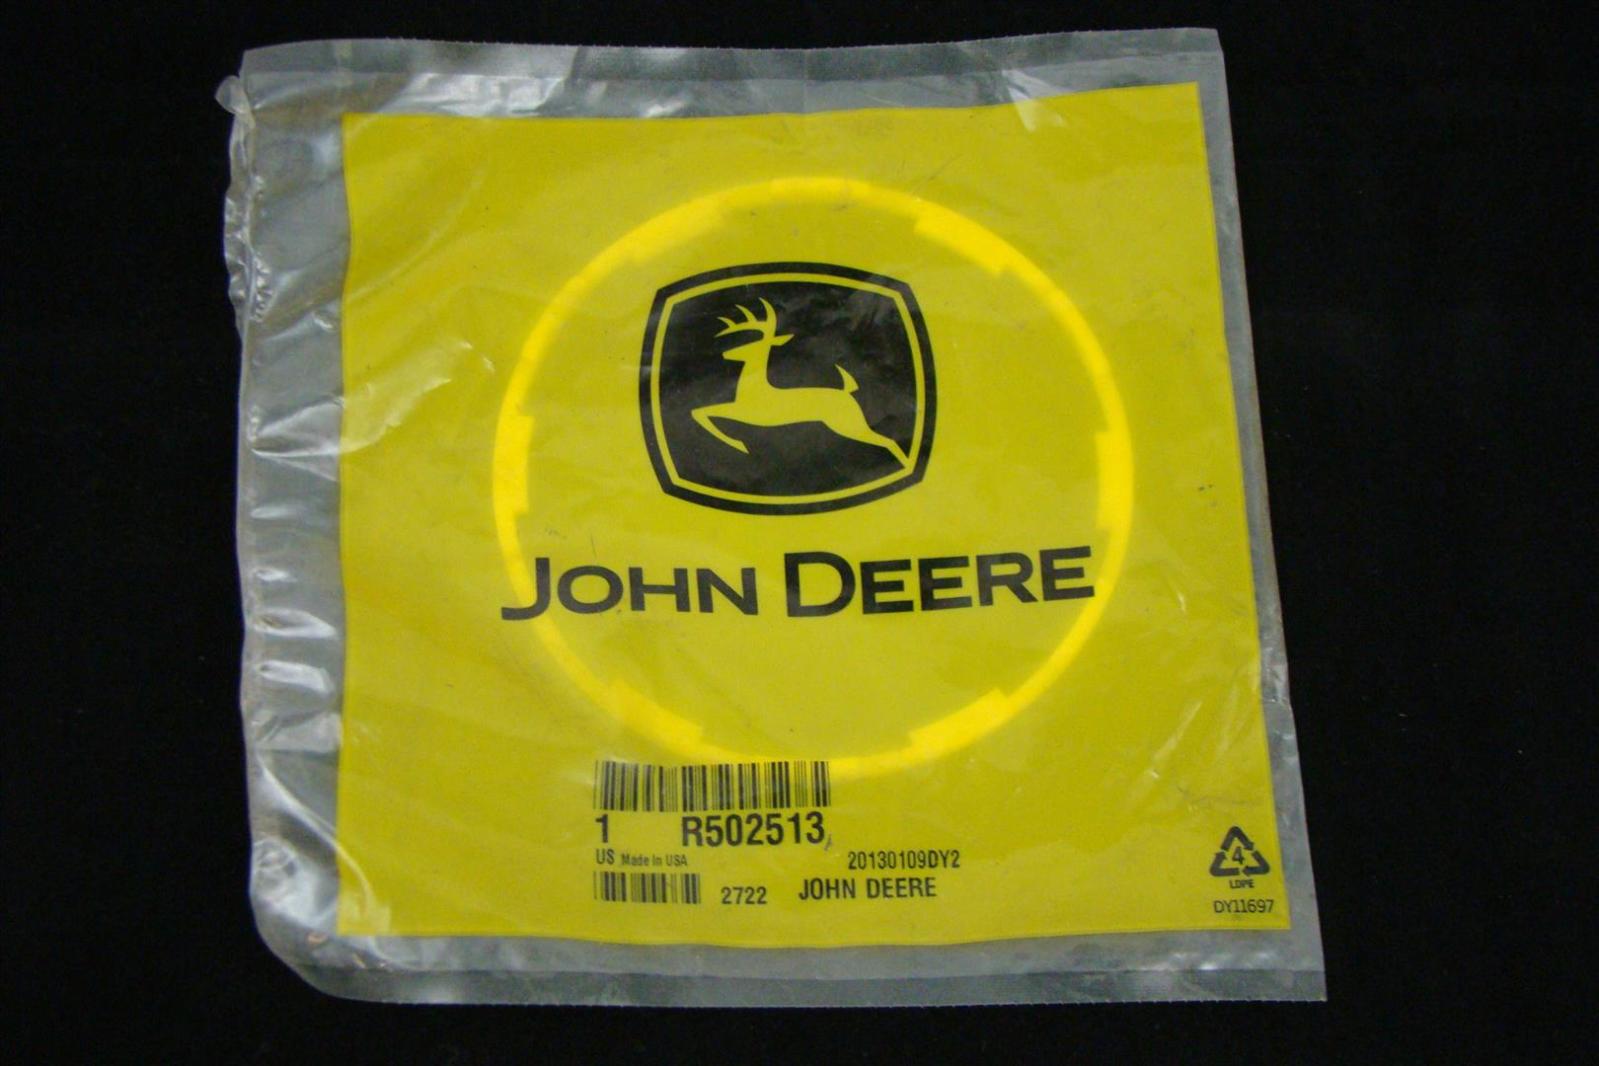 JOHN DEERE
1 R502513
US Made In USA 20130109DY2
2722 JOHN DEERE
4
LDPE
DY11697